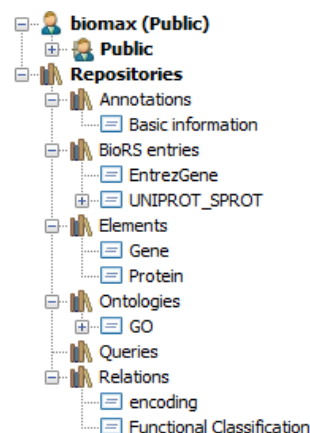 biomax (Public)
Public
Repositories
Annotations
Basic information
BioRS entries
EntrezGene
UNIPROT_SPROT
Elements
Gene
Protein
Ontologies
GO
Queries
Relations
encoding
Functional Classification